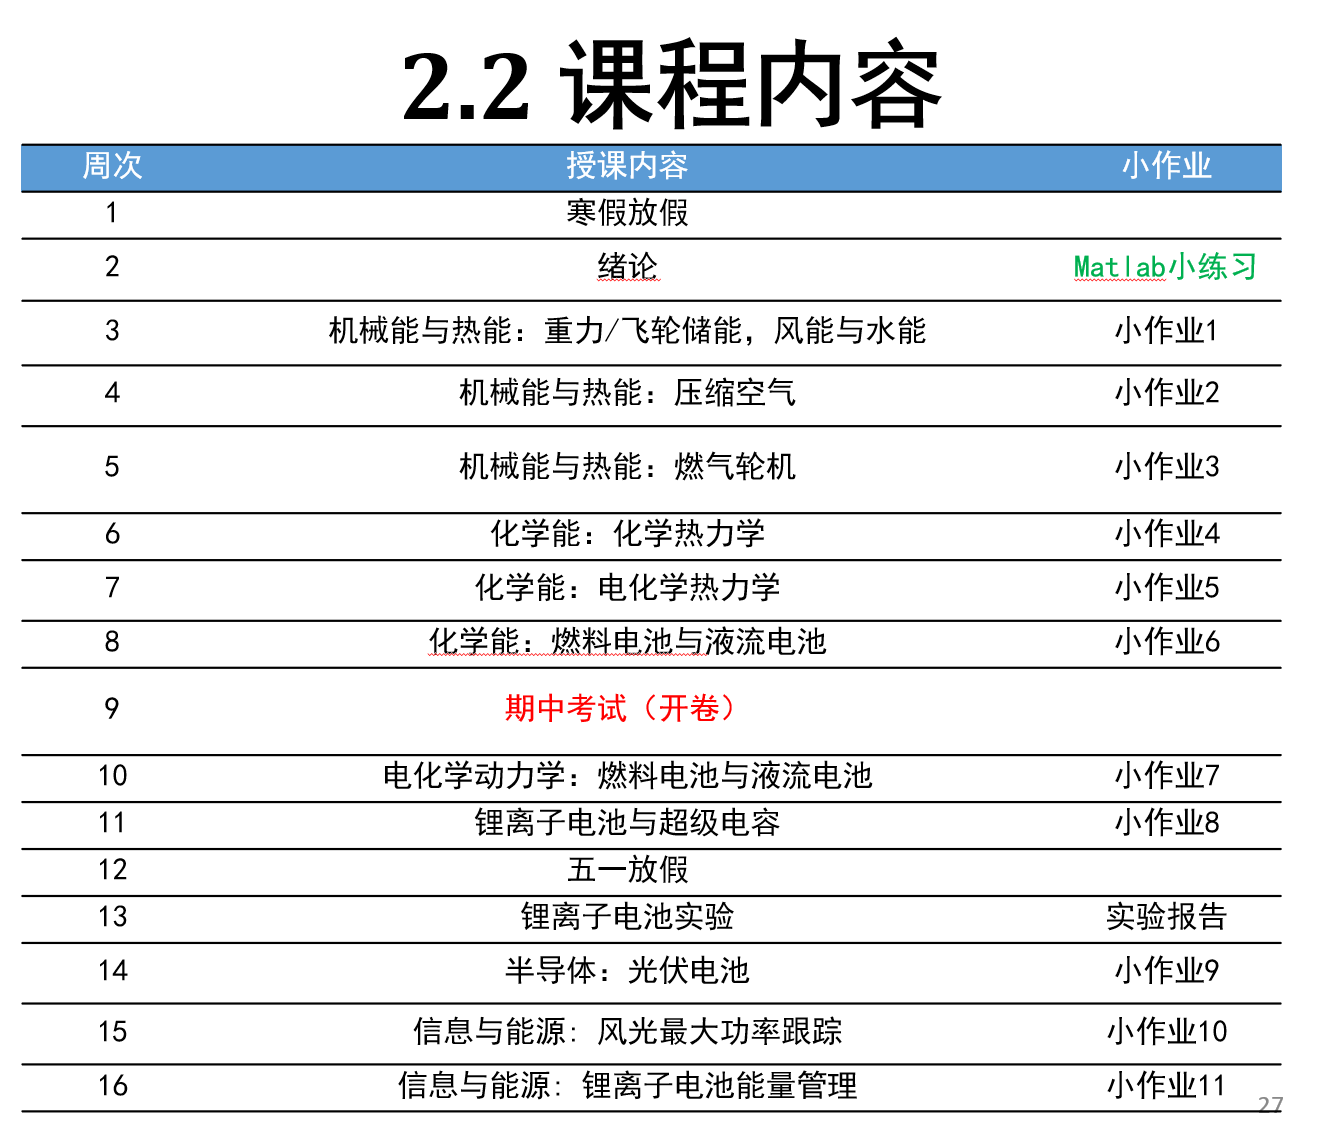 2.2 课程内容
周次 授课内容 小作业
1 寒假放假
2 绪论 Matlab小练习
3 机械能与热能：重力/飞轮储能，风能与水能 小作业1
4 机械能与热能：压缩空气 小作业2
5 机械能与热能：燃气轮机 小作业3
6 化学能：化学热力学 小作业4
7 化学能：电化学热力学 小作业5
8 化学能：燃料电池与液流电池 小作业6
9 期中考试（开卷）
10 电化学动力学：燃料电池与液流电池 小作业7
11 锂离子电池与超级电容 小作业8
12 五一放假
13 锂离子电池实验 实验报告
14 半导体：光伏电池 小作业9
15 信息与能源：风光最大功率跟踪 小作业10
16 信息与能源：锂离子电池能量管理 小作业11
27